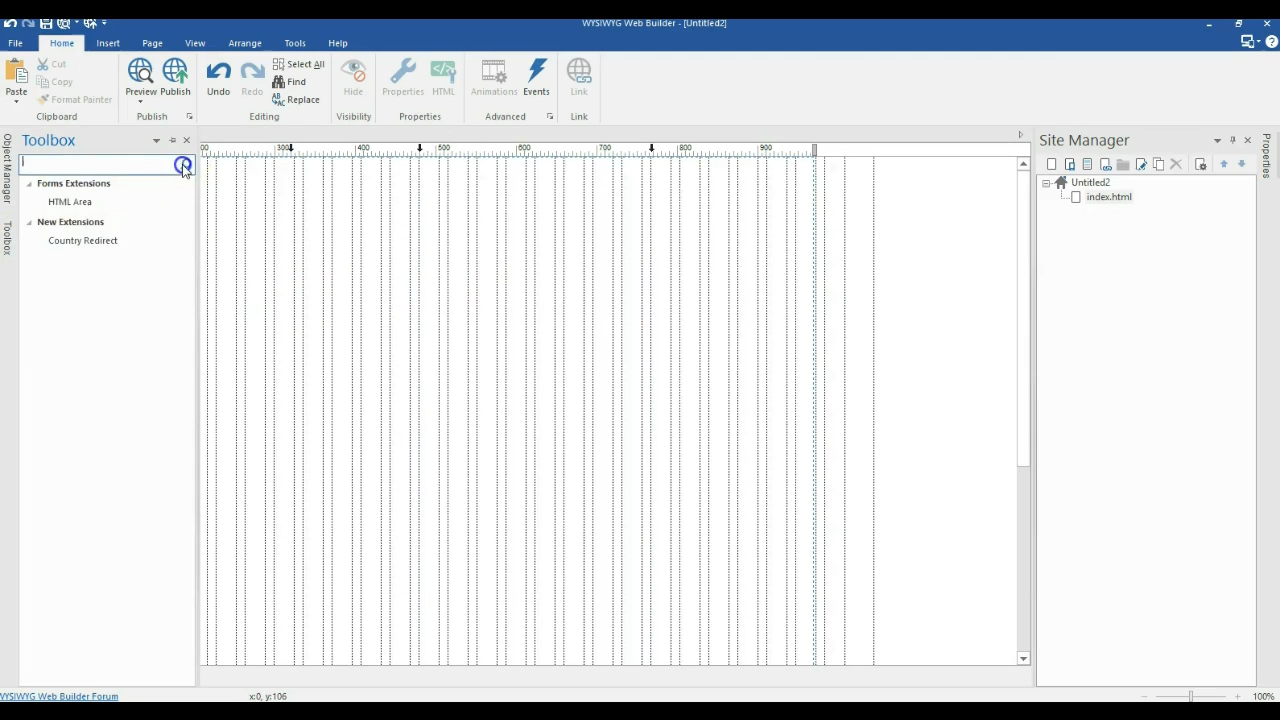 WYSIWYG Web Builder - [Untitled2]
File Home Insert Page View Arrange Tools Help
Paste
Cut
Copy
Format Painter
Clipboard
Preview Publish
Publish
Undo Redo
Select All
Find
Replace
Editing
Hide
Visibility
Properties HTML
Properties
Animations Events
Advanced
Link
Link
Object Manager
Toolbox
Toolbox
Forms Extensions
HTML Area
New Extensions
Country Redirect
00 300 400 500 600 700 800 900
Site Manager
Untitled2
index.html
Properties
WYSIWYG Web Builder Forum
x:0, y:106
100%